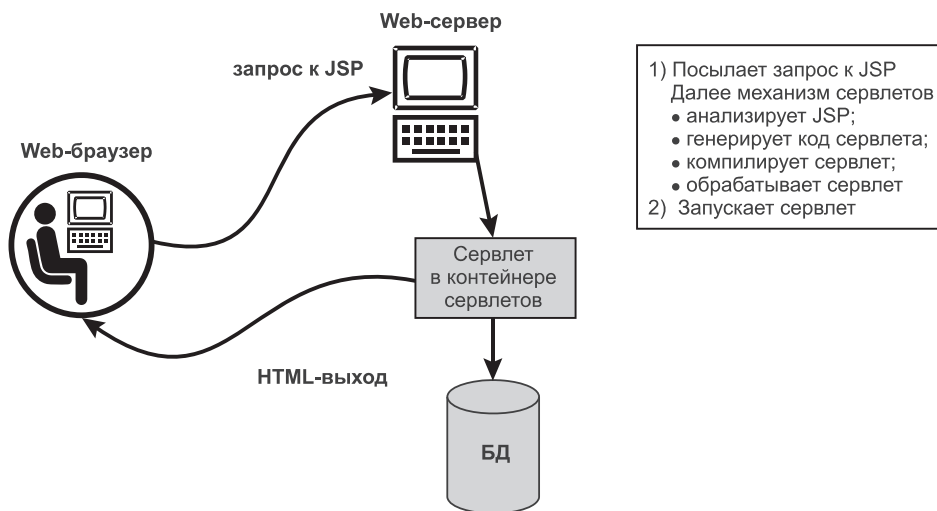 Web-сервер
запрос к JSP
Web-браузер
Сервлет
в контейнере
сервлетов
HTML-выход
БД
1) Посылает запрос к JSP
Далее механизм сервлетов
• анализирует JSP;
• генерирует код сервлета;
• компилирует сервлет;
• обрабатывает сервлет
2) Запускает сервлет